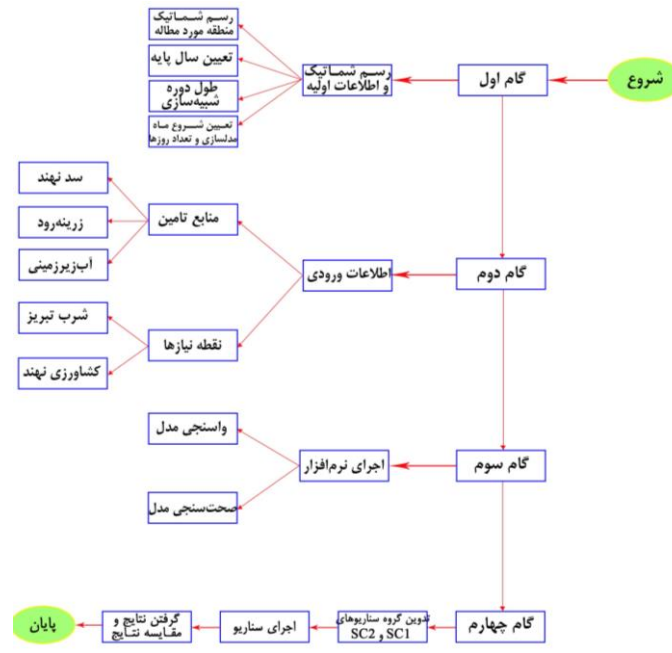 شروع
گام اول
رسم شماتیک
و اطلاعات اولیه
رسم شماتیک
منطقه مورد مطاله
تعیین سال پایه
طول دوره
شبیه‌سازی
تعیین شروع ماه
مدلسازی و تعداد روزها
گام دوم
اطلاعات ورودی
منابع تامین
سد نهند
زرینه‌رود
آب‌زیرزمینی
نقطه نیازها
شرب تبریز
کشاورزی نهند
گام سوم
اجرای نرم‌افزار
واسنجی مدل
صحت‌سنجی مدل
گام چهارم
تدوین گروه سناریوهای
SC1 و SC2
اجرای سناریو
گرفتن نتایج و
مقایسه نتایج
پایان